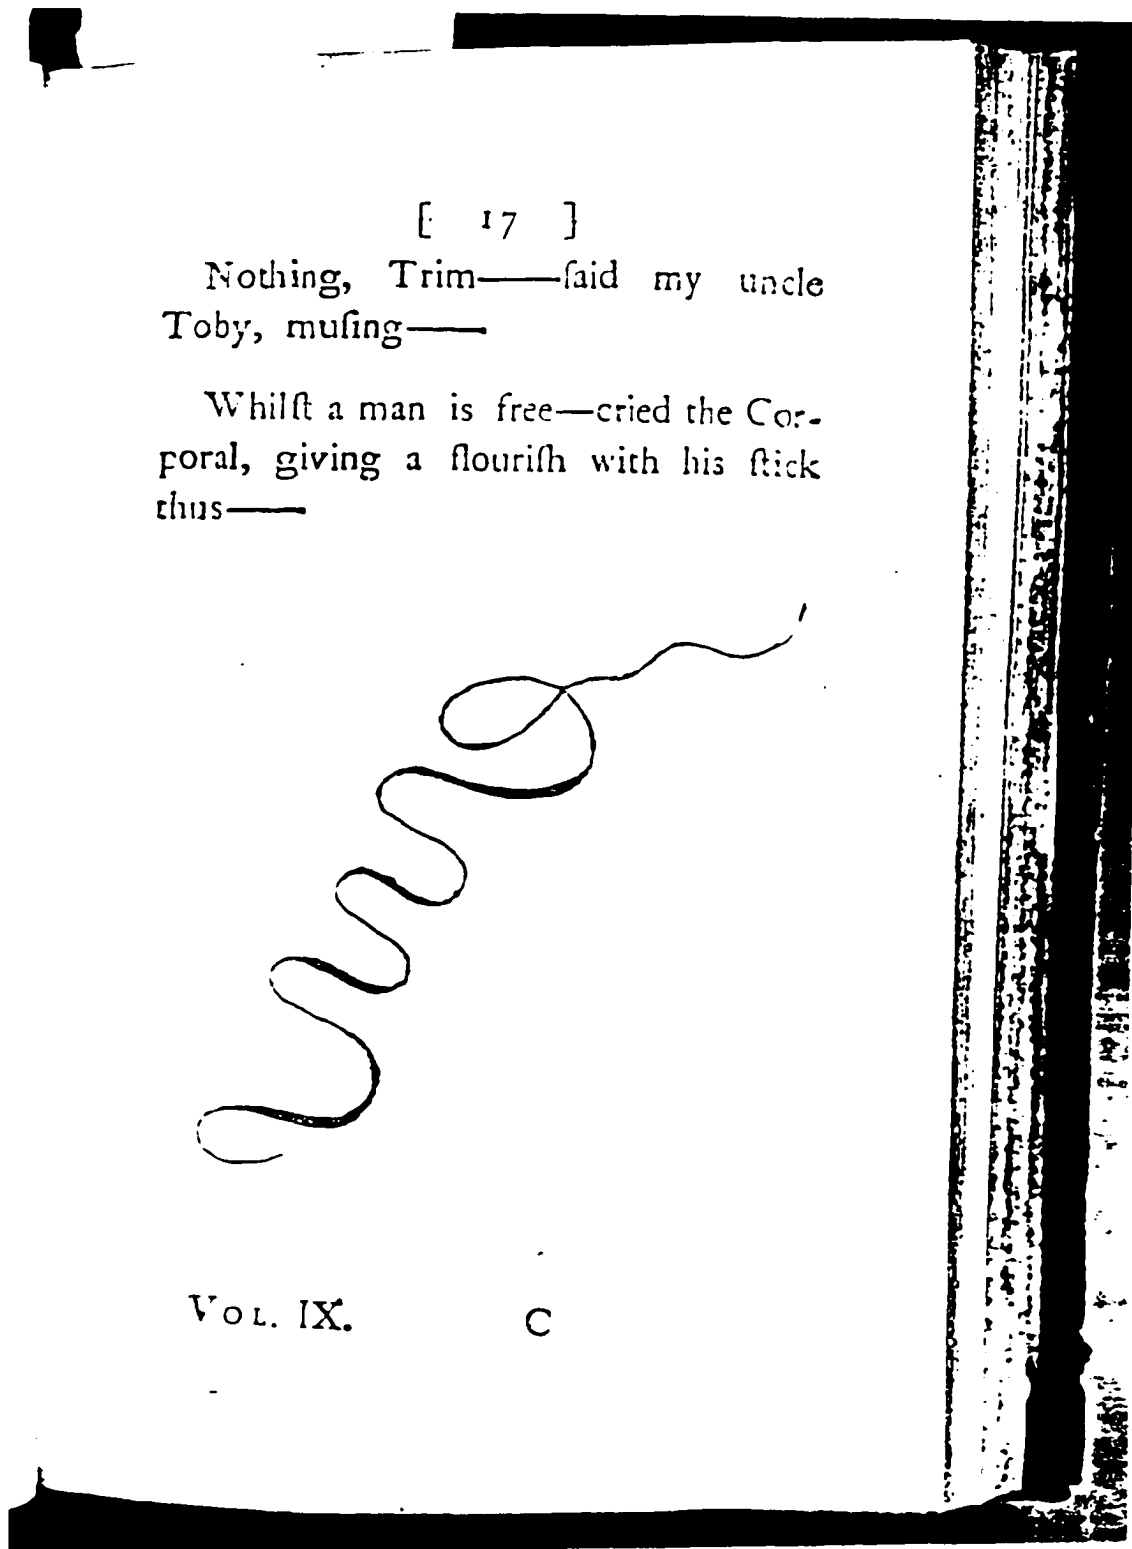 [ 17 ]
Nothing, Trim——ſaid my uncle
Toby, muſing——
Whilſt a man is free—cried the Cor-
poral, giving a flouriſh with his ſtick
thus——
VOL. IX. C